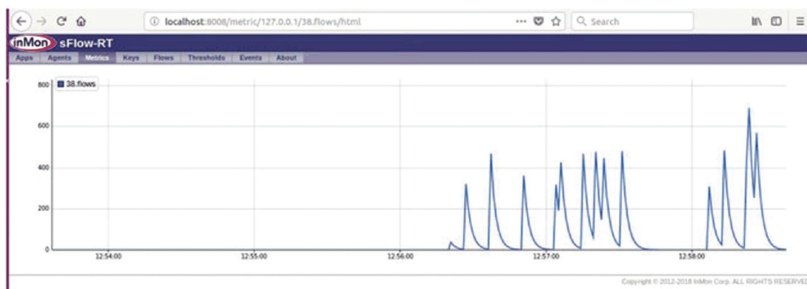 localhost:8008/metric/127.0.0.1/38.flows/html
Search
inMon sFlow-RT
Apps Agents Metrics Keys Flows Thresholds Events About
38.flows
800
600
400
200
0
12:54:00 12:55:00 12:56:00 12:57:00 12:58:00
Copyright © 2012-2018 InMon Corp. ALL RIGHTS RESERVED